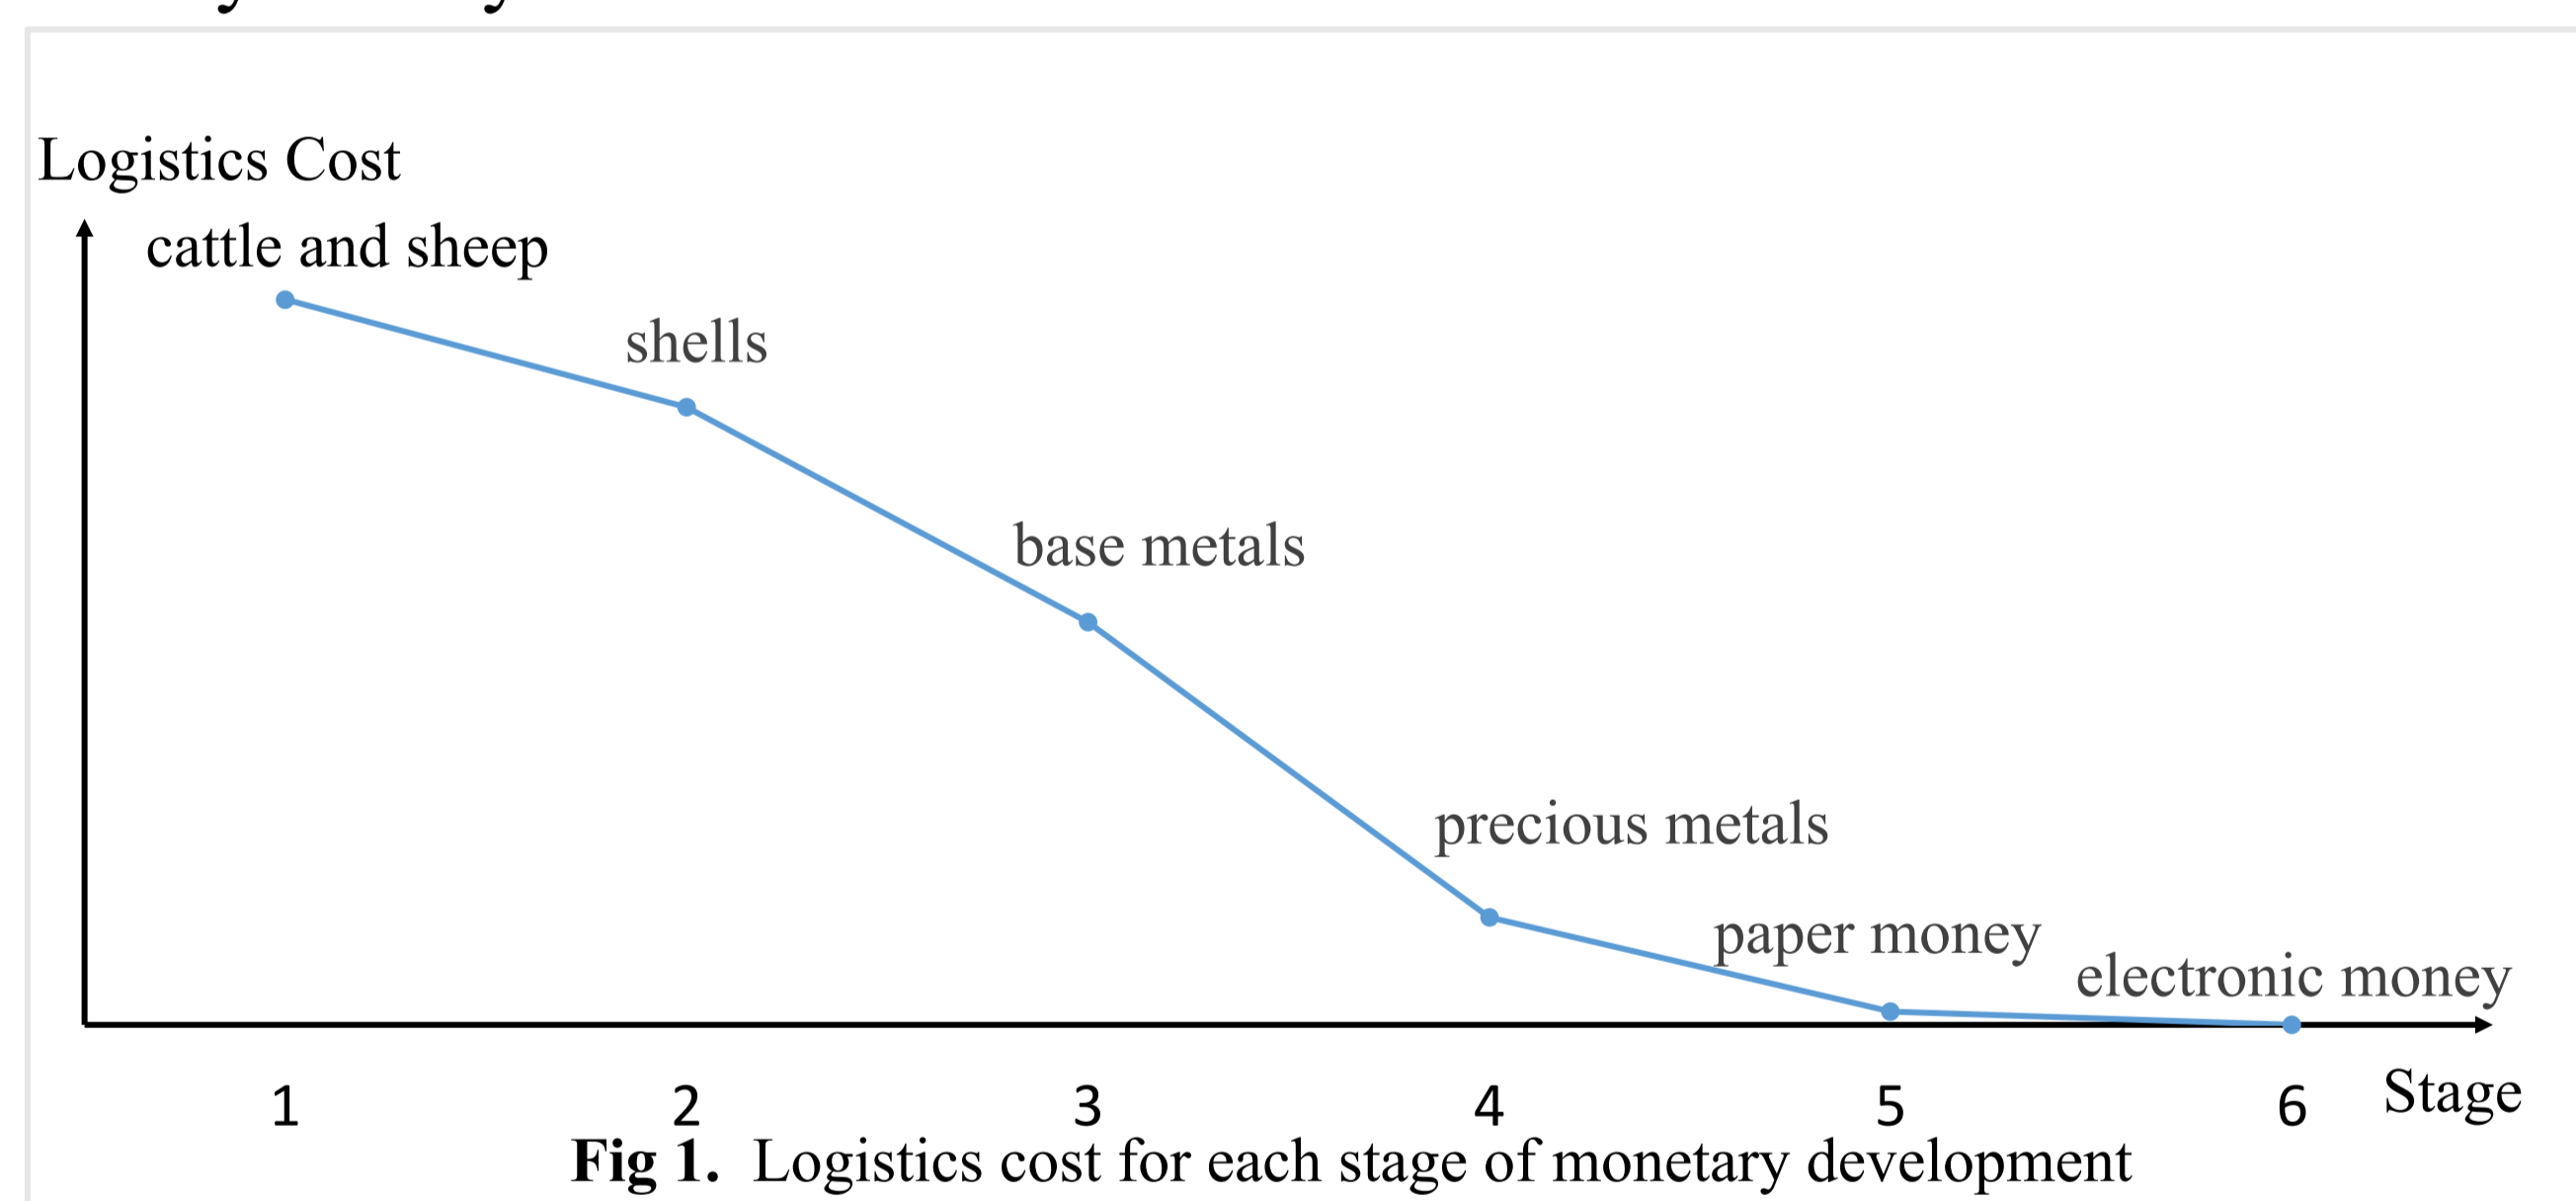 Logistics Cost
cattle and sheep
shells
base metals
precious metals
paper money
electronic money
1 2 3 4 5 6 Stage
Fig 1. Logistics cost for each stage of monetary development